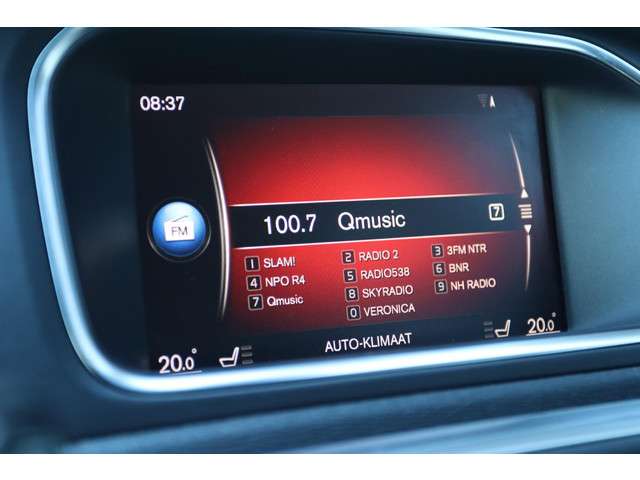 08:37
FM
100.7 Qmusic 7
1 SLAM! 2 RADIO 2 3 3FM NTR
4 NPO R4 5 RADIO538 6 BNR
7 Qmusic 8 SKYRADIO 9 NH RADIO
0 VERONICA
AUTO-KLIMAAT
20.0° 20.0°